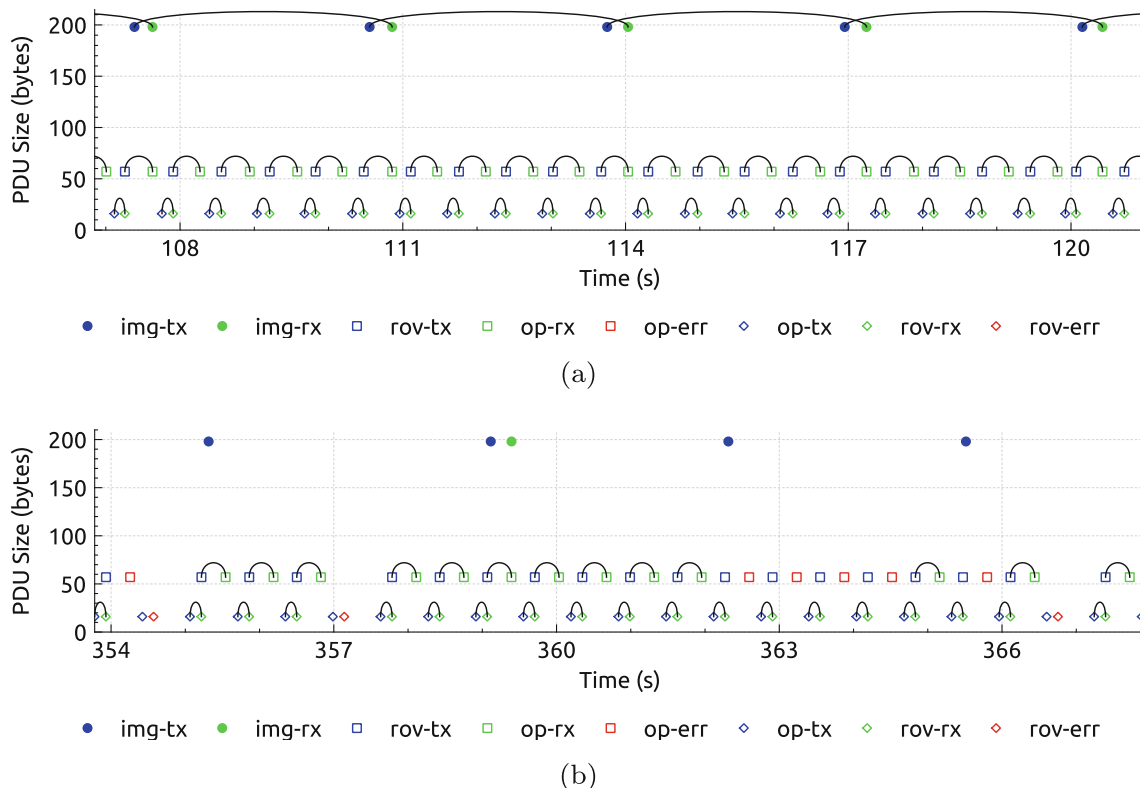 200
150
100
50
0
PDU Size (bytes)
108 111 114 117 120
Time (s)
img-tx img-rx rov-tx op-rx op-err op-tx rov-rx rov-err
(a)
200
150
100
50
0
PDU Size (bytes)
354 357 360 363 366
Time (s)
img-tx img-rx rov-tx op-rx op-err op-tx rov-rx rov-err
(b)